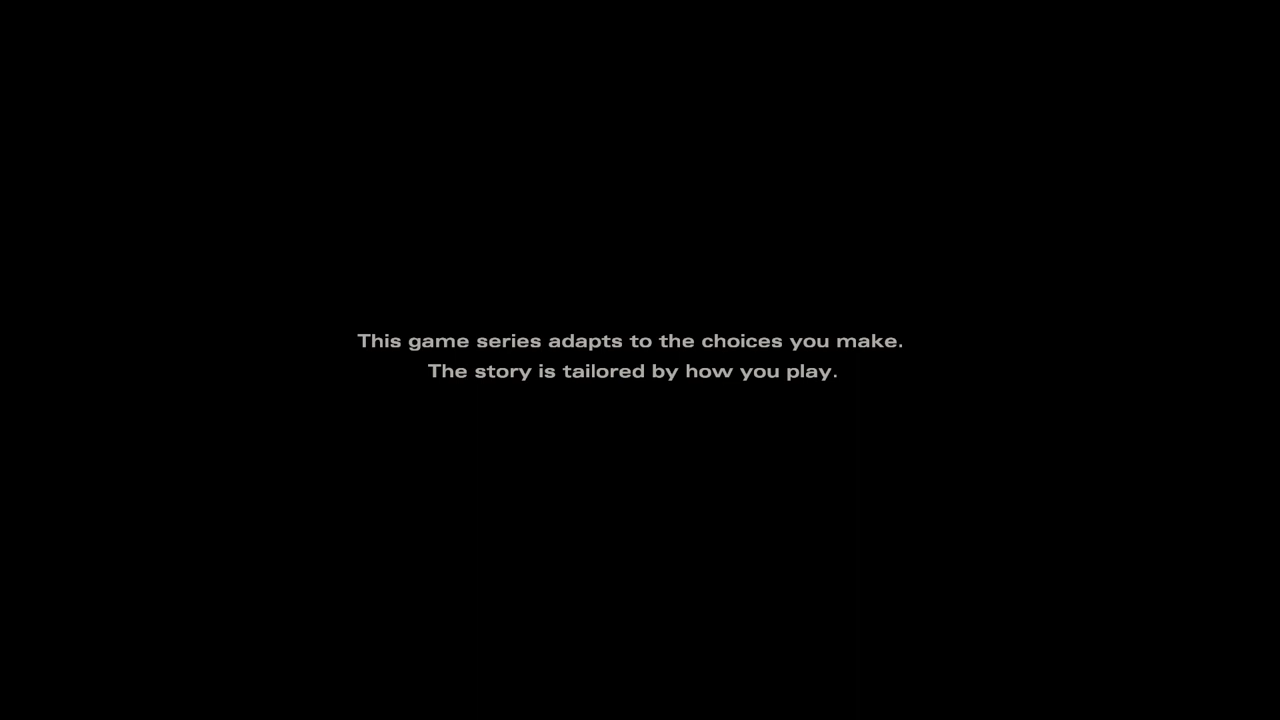 This game series adapts to the choices you make.
The story is tailored by how you play.